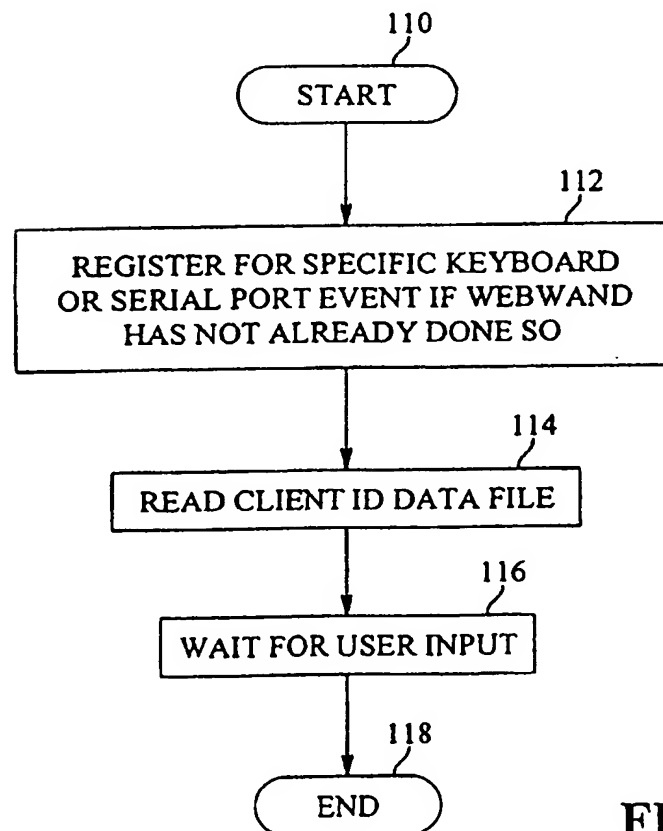 110
START
112
REGISTER FOR SPECIFIC KEYBOARD
OR SERIAL PORT EVENT IF WEBWAND
HAS NOT ALREADY DONE SO
114
READ CLIENT ID DATA FILE
116
WAIT FOR USER INPUT
118
END